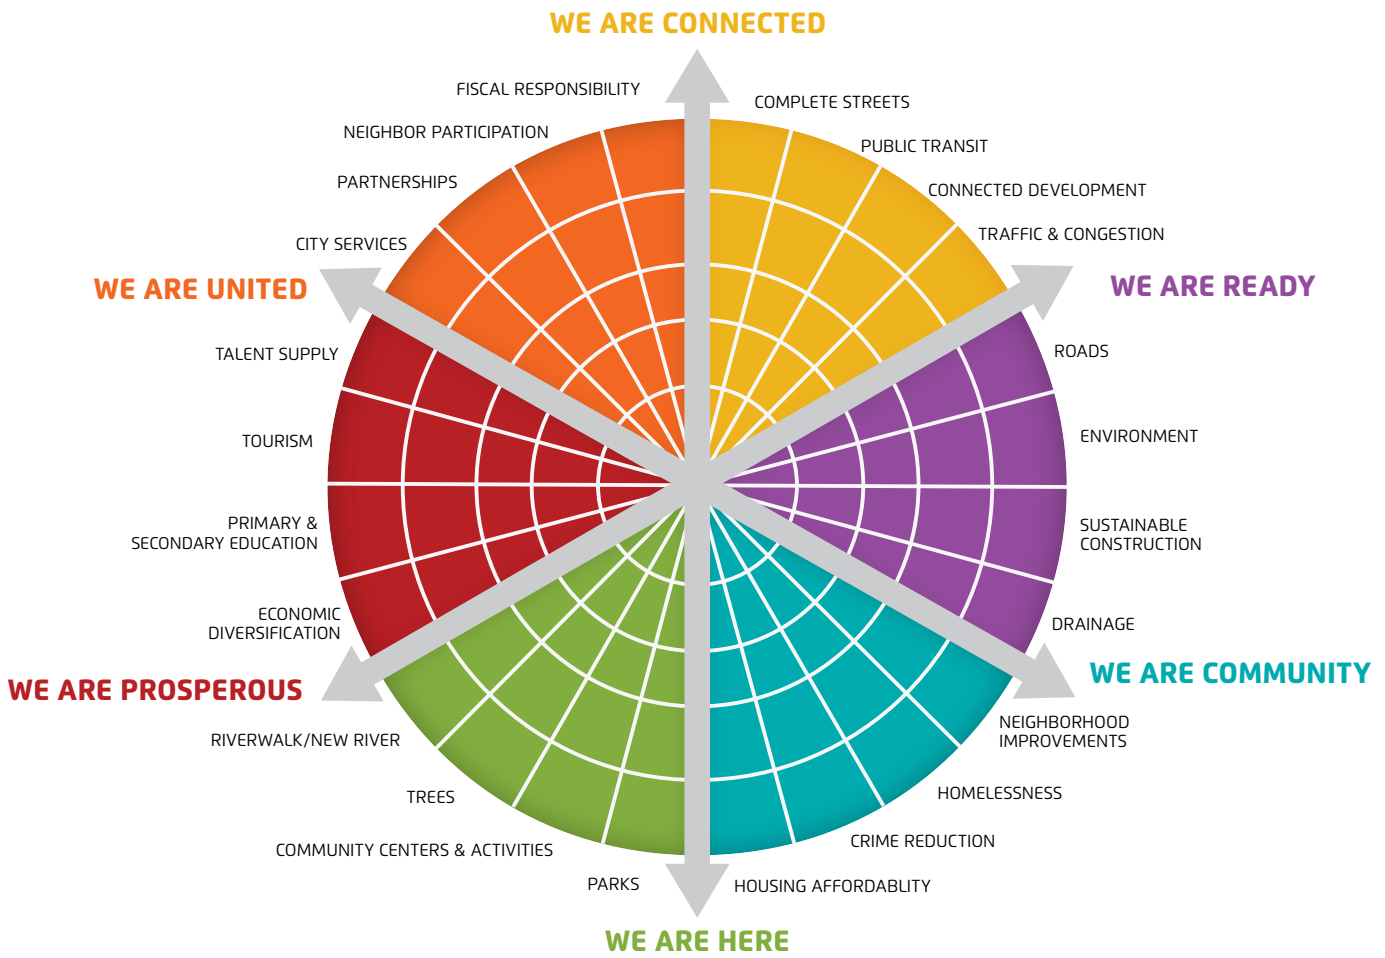 WE ARE CONNECTED
FISCAL RESPONSIBILITY
COMPLETE STREETS
NEIGHBOR PARTICIPATION
PUBLIC TRANSIT
PARTNERSHIPS
CONNECTED DEVELOPMENT
CITY SERVICES
TRAFFIC & CONGESTION
WE ARE UNITED
WE ARE READY
TALENT SUPPLY
ROADS
TOURISM
ENVIRONMENT
PRIMARY &
SECONDARY EDUCATION
SUSTAINABLE
CONSTRUCTION
ECONOMIC
DIVERSIFICATION
DRAINAGE
WE ARE PROSPEROUS
WE ARE COMMUNITY
RIVERWALK/NEW RIVER
NEIGHBORHOOD
IMPROVEMENTS
TREES
HOMELESSNESS
COMMUNITY CENTERS & ACTIVITIES
CRIME REDUCTION
PARKS
HOUSING AFFORDABLITY
WE ARE HERE